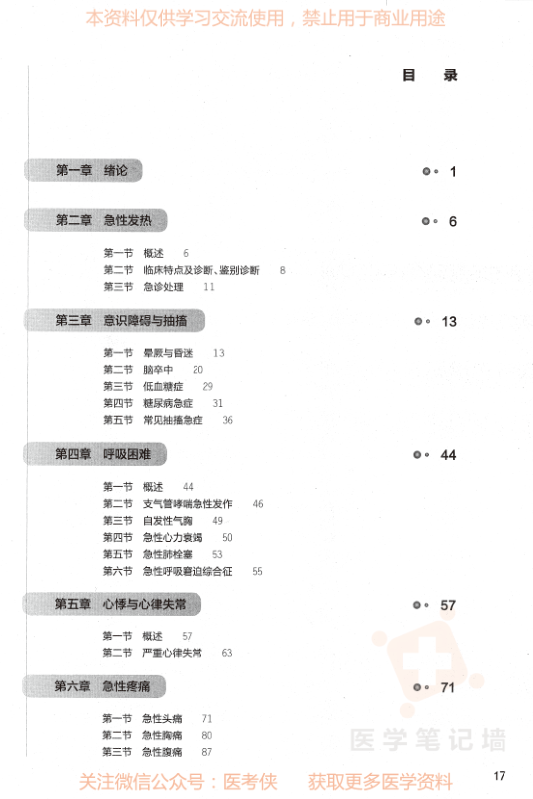 本资料仅供学习交流使用，禁止用于商业用途
目 录
第一章 绪论 1
第二章 急性发热 6
第一节 概述 6
第二节 临床特点及诊断、鉴别诊断 8
第三节 急诊处理 11
第三章 意识障碍与抽搐 13
第一节 晕厥与昏迷 13
第二节 脑卒中 20
第三节 低血糖症 29
第四节 糖尿病急症 31
第五节 常见抽搐急症 36
第四章 呼吸困难 44
第一节 概述 44
第二节 支气管哮喘急性发作 46
第三节 自发性气胸 49
第四节 急性心力衰竭 50
第五节 急性肺栓塞 53
第六节 急性呼吸窘迫综合征 55
第五章 心悸与心律失常 57
第一节 概述 57
第二节 严重心律失常 63
第六章 急性疼痛 71
第一节 急性头痛 71
第二节 急性胸痛 80
第三节 急性腹痛 87
医学笔记墙
17
关注微信公众号：医考侠 获取更多医学资料